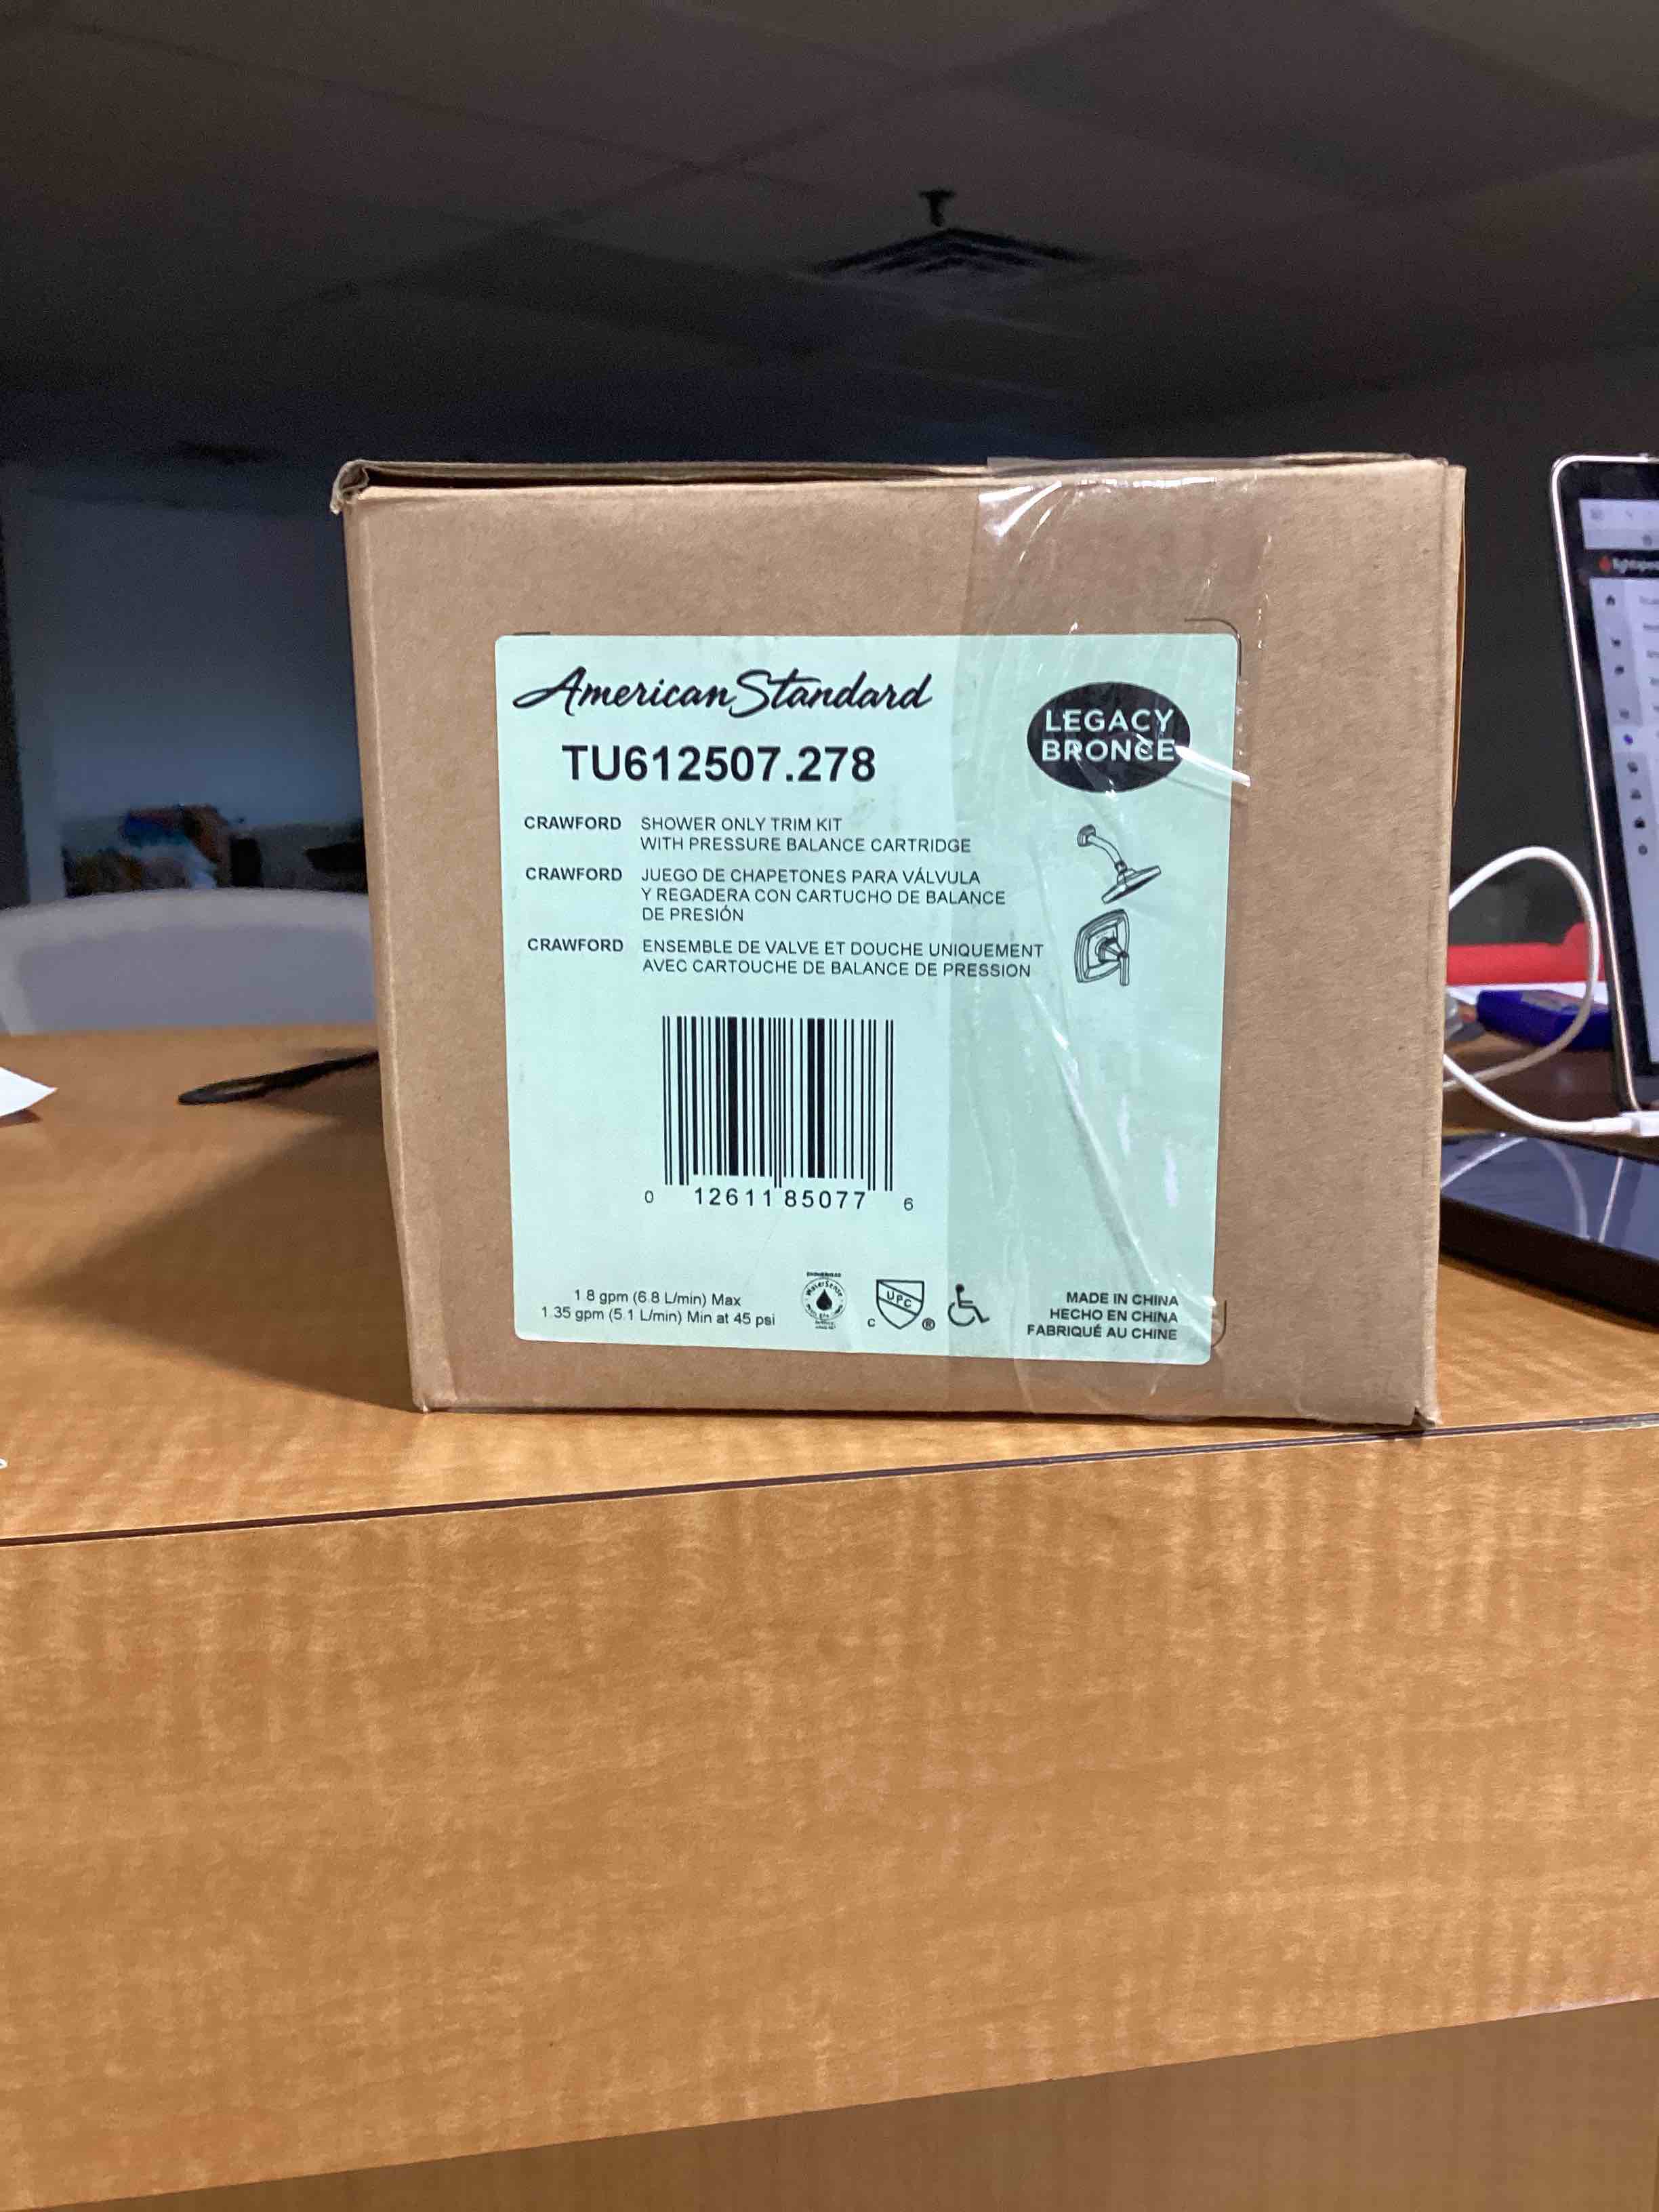 American Standard
LEGACY
BRONCE
TU612507.278
CRAWFORD SHOWER ONLY TRIM KIT
WITH PRESSURE BALANCE CARTRIDGE
CRAWFORD JUEGO DE CHAPETONES PARA VÁLVULA
Y REGADERA CON CARTUCHO DE BALANCE
DE PRESIÓN
CRAWFORD ENSEMBLE DE VALVE ET DOUCHE UNIQUEMENT
AVEC CARTOUCHE DE BALANCE DE PRESSION
0 12611 85077 6
1.8 gpm (6.8 L/min) Max
1.35 gpm (5.1 L/min) Min at 45 psi
WaterSense
C UPC ®
MADE IN CHINA
HECHO EN CHINA
FABRIQUÉ AU CHINE